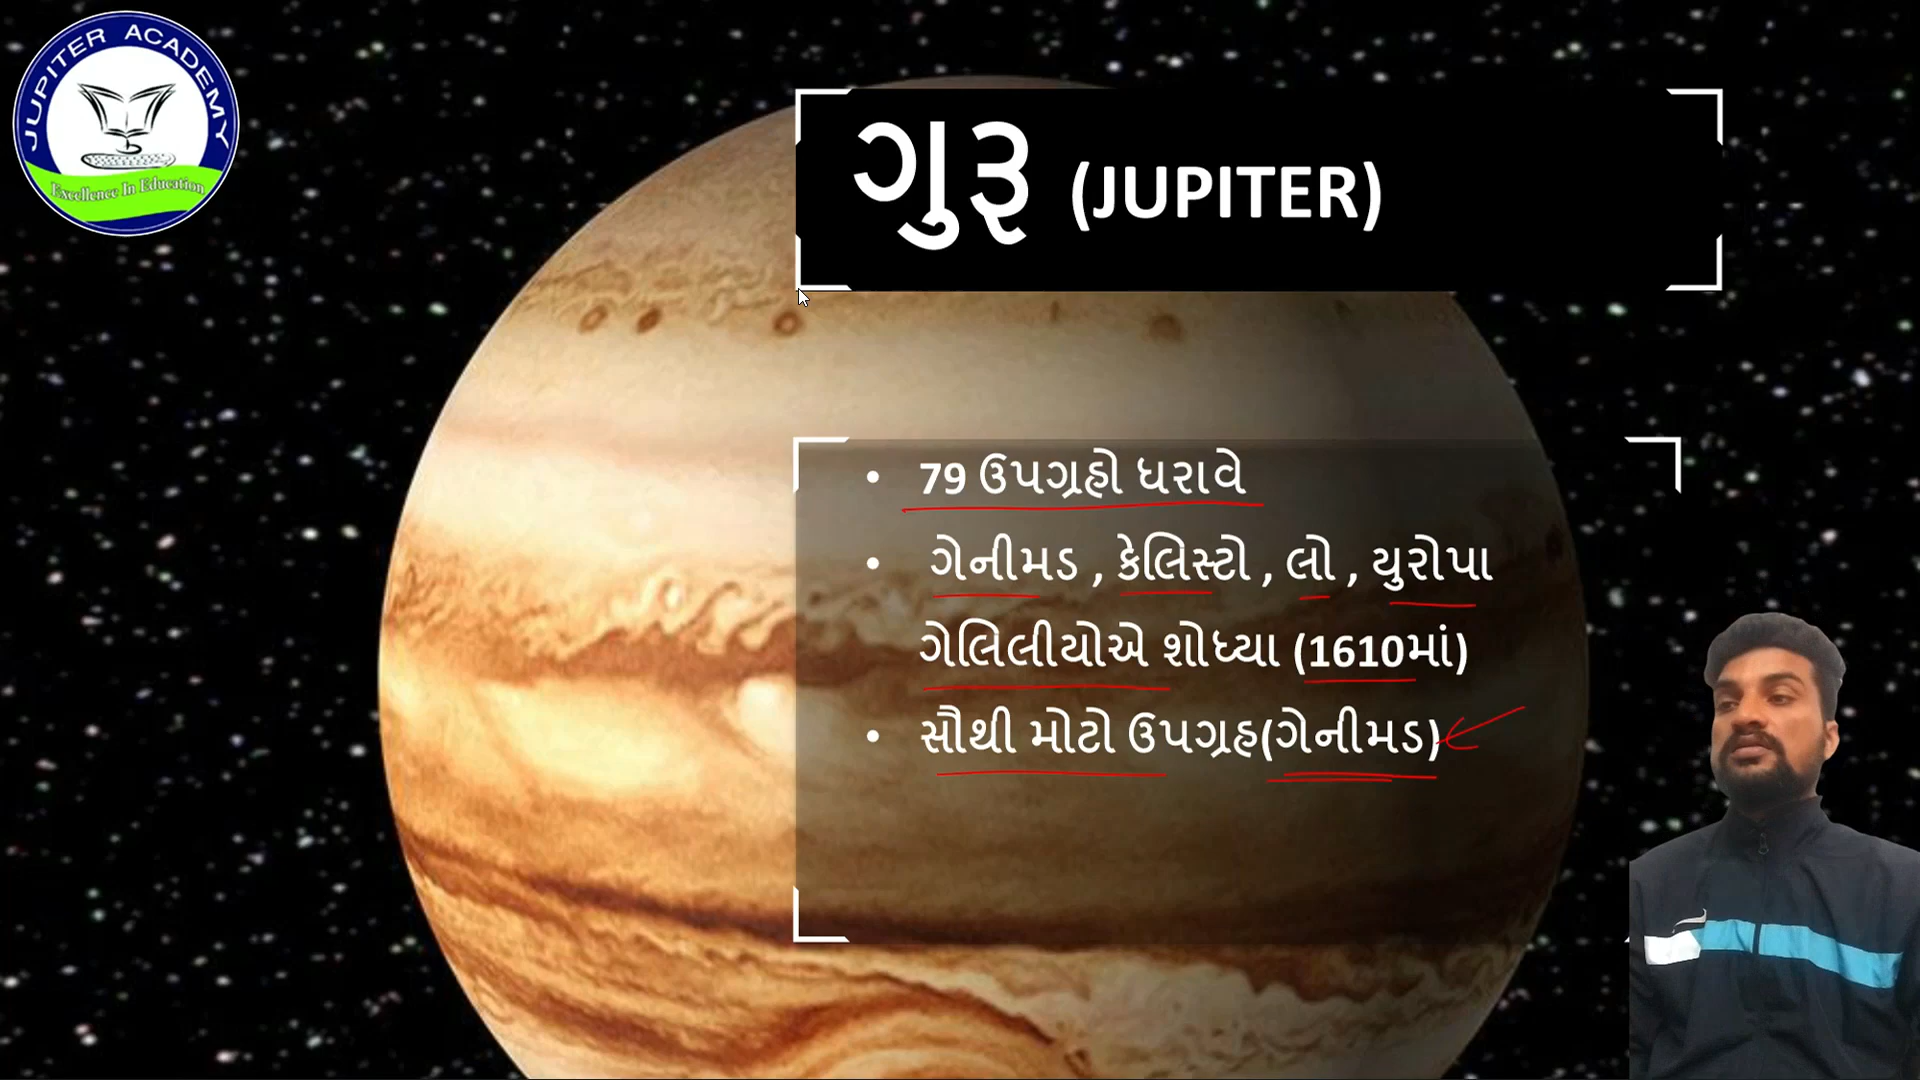 JUPITER ACADEMY
Excellence In Education
ગુરૂ (JUPITER)
• 79 ઉપગ્રહો ધરાવે
• ગેનીમડ , કેલિસ્ટો , લો , યુરોપા
ગેલિલીયોએ શોધ્યા (1610માં)
• સૌથી મોટો ઉપગ્રહ(ગેનીમડ)